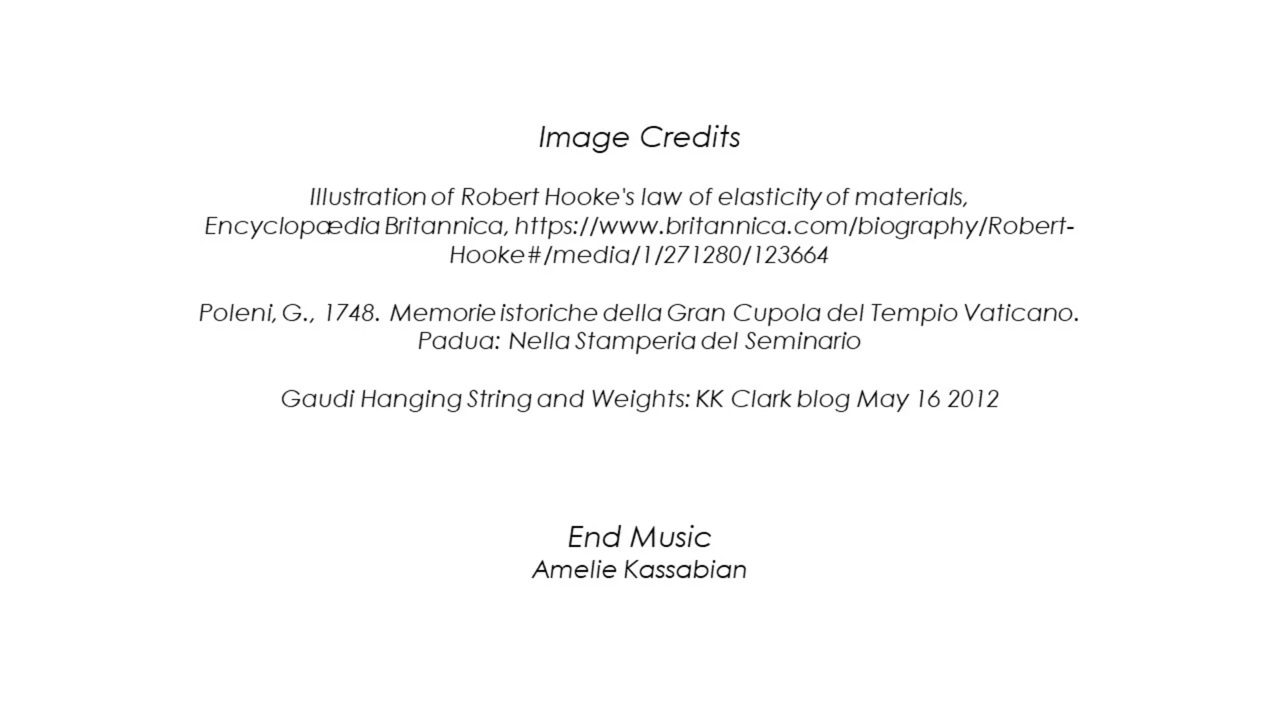 Image Credits
Illustration of Robert Hooke's law of elasticity of materials,
Encyclopædia Britannica, https://www.britannica.com/biography/Robert-
Hooke#/media/1/271280/123664
Poleni, G., 1748. Memorie istoriche della Gran Cupola del Tempio Vaticano.
Padua: Nella Stamperia del Seminario
Gaudi Hanging String and Weights: KK Clark blog May 16 2012
End Music
Amelie Kassabian